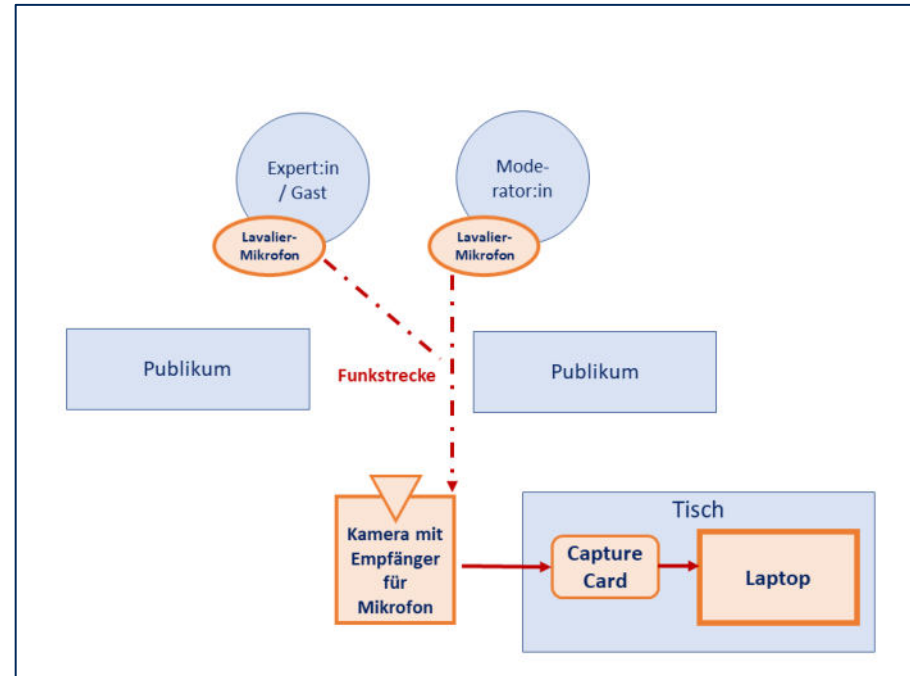 Expert:in
/ Gast
Lavalier-
Mikrofon
Mode-
rator:in
Lavalier-
Mikrofon
Publikum
Funkstrecke
Publikum
Kamera mit
Empfänger
für
Mikrofon
Tisch
Capture
Card
Laptop